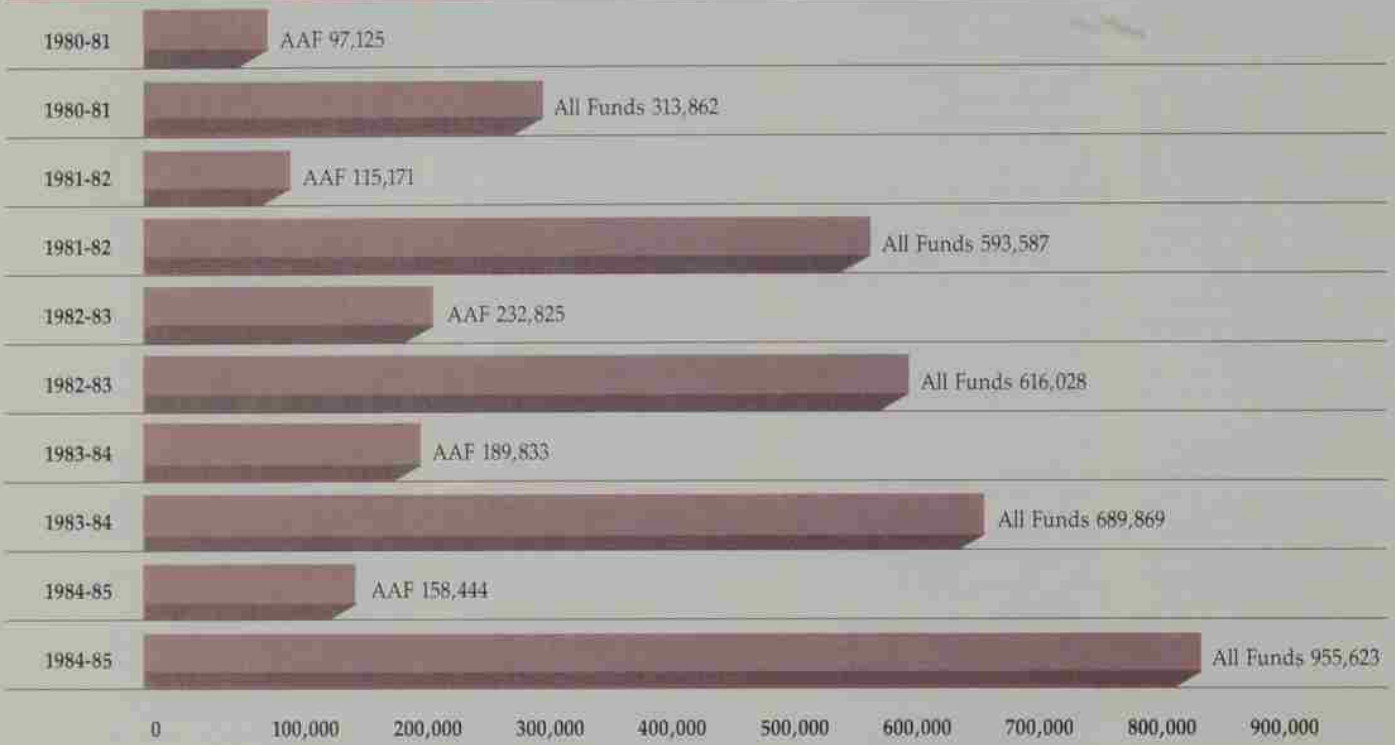 1980-81 AAF 97,125
1980-81 All Funds 313,862
1981-82 AAF 115,171
1981-82 All Funds 593,587
1982-83 AAF 232,825
1982-83 All Funds 616,028
1983-84 AAF 189,833
1983-84 All Funds 689,869
1984-85 AAF 158,444
1984-85 All Funds 955,623
0 100,000 200,000 300,000 400,000 500,000 600,000 700,000 800,000 900,000